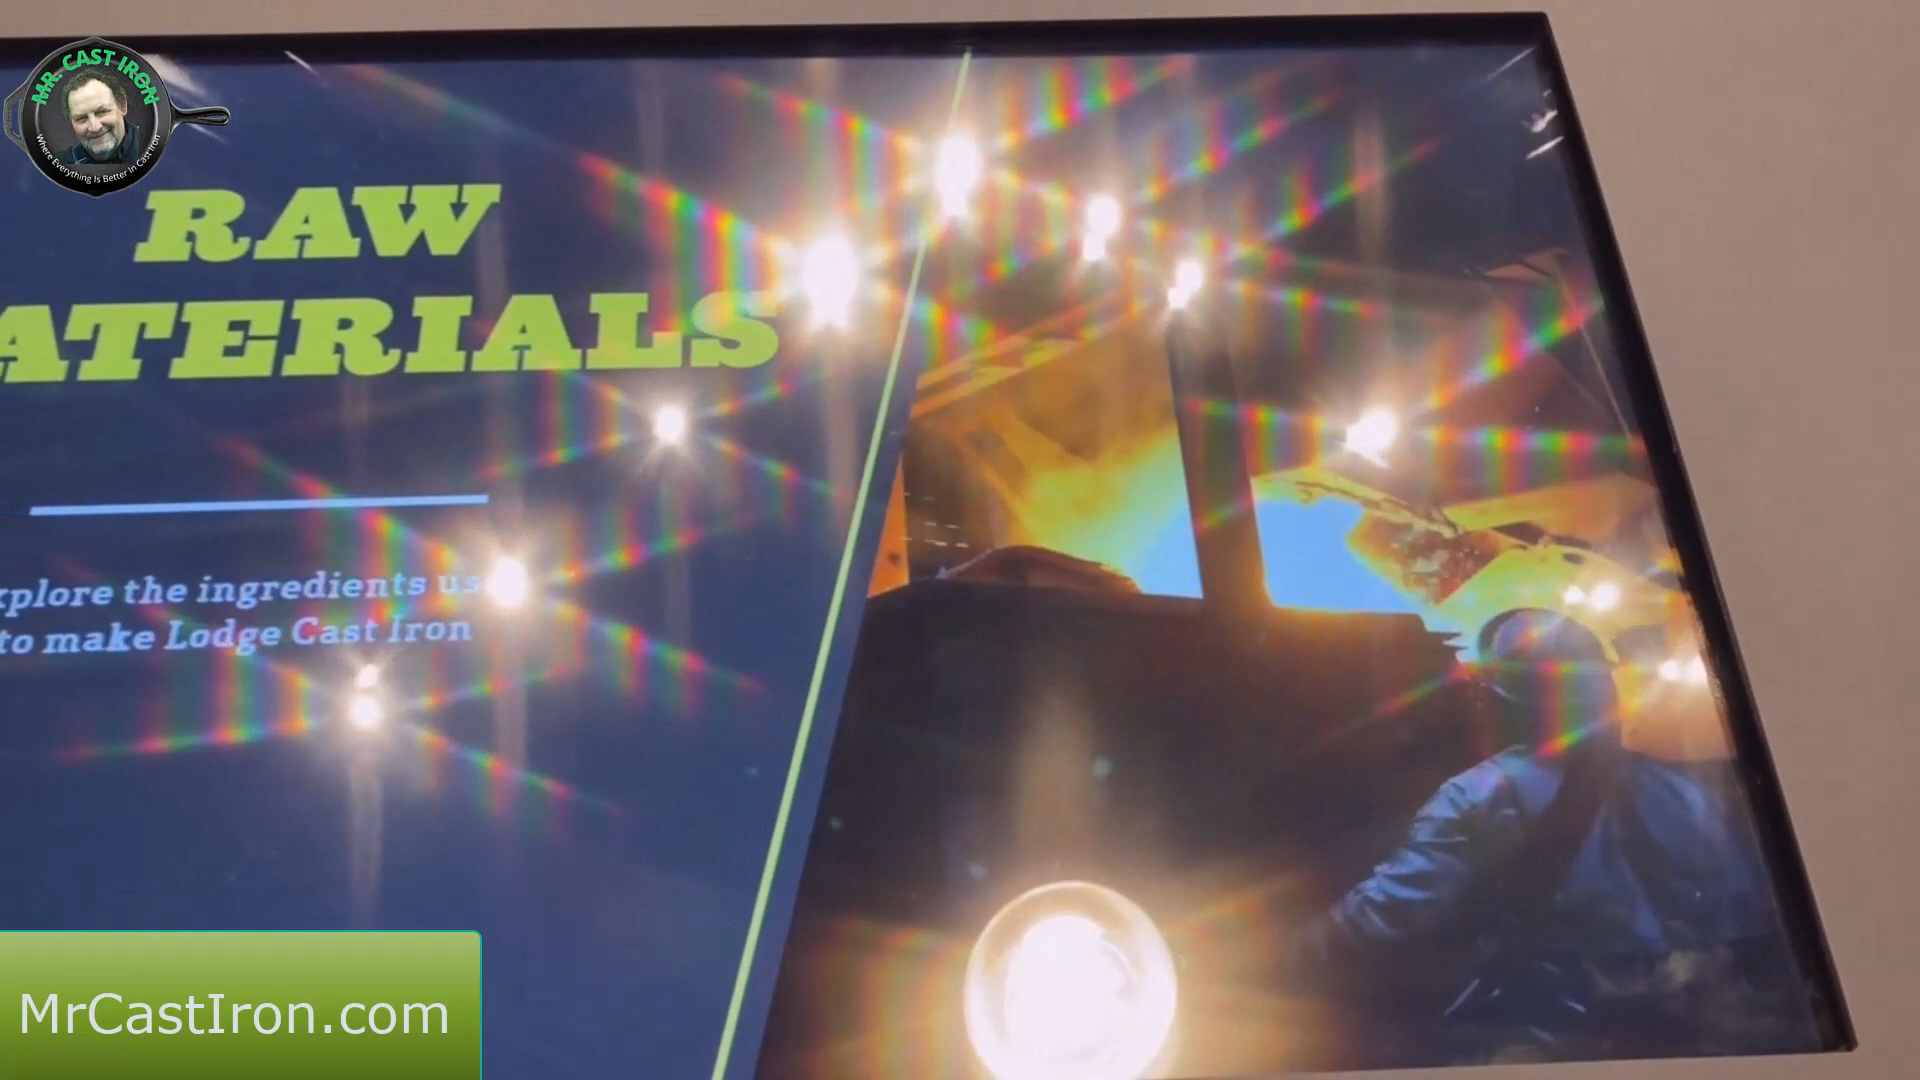 MR. CAST IRON
Where Everything Is Better In Cast Iron
RAW
ATERIALS
xplore the ingredients us
to make Lodge Cast Iron
MrCastIron.com